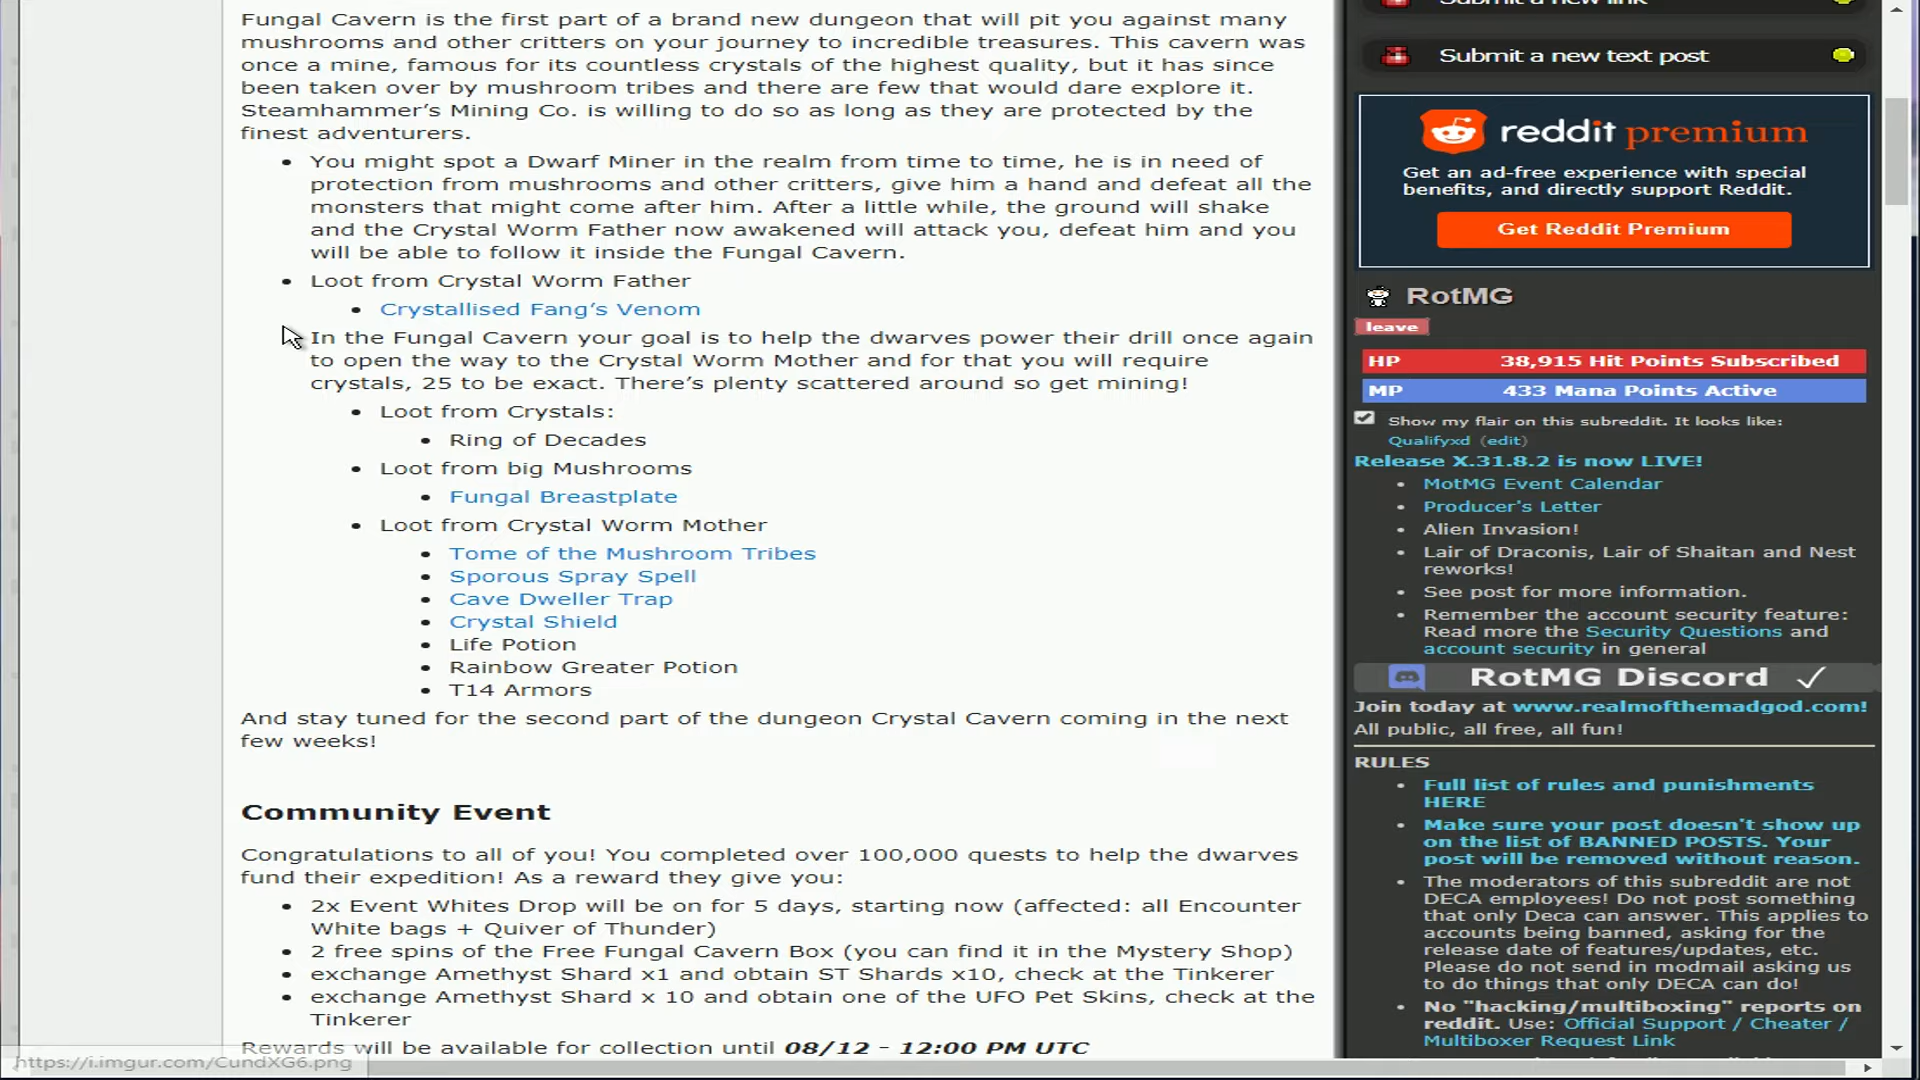 Fungal Cavern is the first part of a brand new dungeon that will pit you against many
mushrooms and other critters on your journey to incredible treasures. This cavern was
once a mine, famous for its countless crystals of the highest quality, but it has since
been taken over by mushroom tribes and there are few that would dare explore it.
Steamhammer's Mining Co. is willing to do so as long as they are protected by the
finest adventurers.
You might spot a Dwarf Miner in the realm from time to time, he is in need of
protection from mushrooms and other critters, give him a hand and defeat all the
monsters that might come after him. After a little while, the ground will shake
and the Crystal Worm Father now awakened will attack you, defeat him and you
will be able to follow it inside the Fungal Cavern.
Loot from Crystal Worm Father
Crystallised Fang's Venom
In the Fungal Cavern your goal is to help the dwarves power their drill once again
to open the way to the Crystal Worm Mother and for that you will require
crystals, 25 to be exact. There's plenty scattered around so get mining!
Loot from Crystals:
Ring of Decades
Loot from big Mushrooms
Fungal Breastplate
Loot from Crystal Worm Mother
Tome of the Mushroom Tribes
Sporous Spray Spell
Cave Dweller Trap
Crystal Shield
Life Potion
Rainbow Greater Potion
T14 Armors
And stay tuned for the second part of the dungeon Crystal Cavern coming in the next
few weeks!
Community Event
Congratulations to all of you! You completed over 100,000 quests to help the dwarves
fund their expedition! As a reward they give you:
2x Event Whites Drop will be on for 5 days, starting now (affected: all Encounter
White bags + Quiver of Thunder)
2 free spins of the Free Fungal Cavern Box (you can find it in the Mystery Shop)
exchange Amethyst Shard x1 and obtain ST Shards x10, check at the Tinkerer
exchange Amethyst Shard x 10 and obtain one of the UFO Pet Skins, check at the
Tinkerer
Rewards will be available for collection until 08/12 - 12:00 PM UTC
https://i.imgur.com/CundXG6.png
Submit a new link
Submit a new text post
reddit premium
Get an ad-free experience with special
benefits, and directly support Reddit.
Get Reddit Premium
RotMG
leave
HP 38,915 Hit Points Subscribed
MP 433 Mana Points Active
Show my flair on this subreddit. It looks like:
Qualifyxd (edit)
Release X.31.8.2 is now LIVE!
MotMG Event Calendar
Producer's Letter
Alien Invasion!
Lair of Draconis, Lair of Shaitan and Nest
reworks!
See post for more information.
Remember the account security feature:
Read more the Security Questions and
account security in general
RotMG Discord ✓
Join today at www.realmofthemadgod.com!
All public, all free, all fun!
RULES
Full list of rules and punishments
HERE
Make sure your post doesn't show up
on the list of BANNED POSTS. Your
post will be removed without reason.
The moderators of this subreddit are not
DECA employees! Do not post something
that only Deca can answer. This applies to
accounts being banned, asking for the
release date of features/updates, etc.
Please do not send in modmail asking us
to do things that only DECA can do!
No "hacking/multiboxing" reports on
reddit. Use: Official Support / Cheater /
Multiboxer Request Link